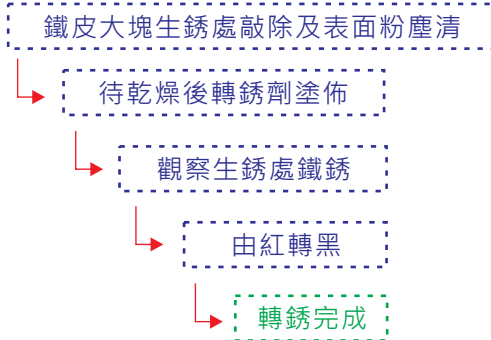 鐵皮大塊生銹處敲除及表面粉塵清
待乾燥後轉銹劑塗佈
觀察生銹處鐵銹
由紅轉黑
轉銹完成